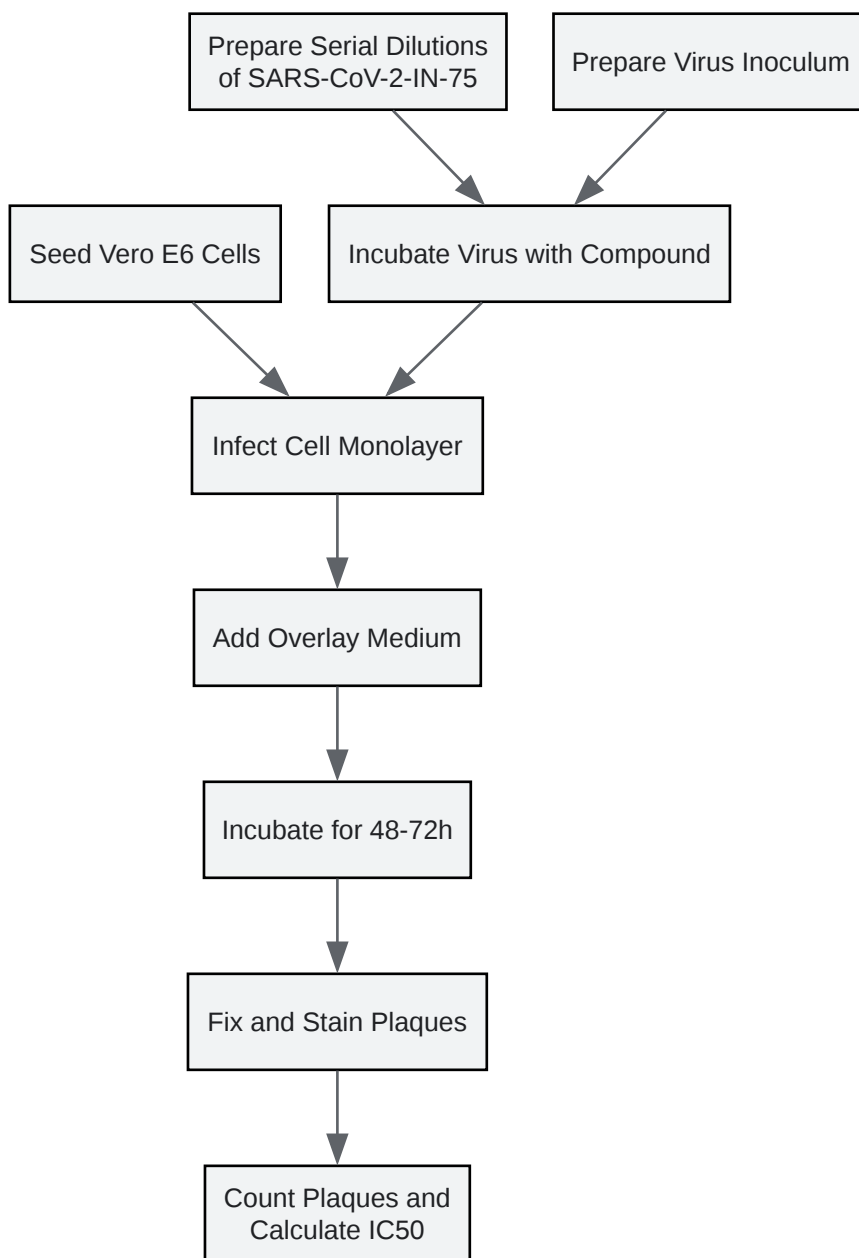 Prepare Serial Dilutions
of SARS-CoV-2-IN-75
Prepare Virus Inoculum
Seed Vero E6 Cells
Incubate Virus with Compound
Infect Cell Monolayer
Add Overlay Medium
Incubate for 48-72h
Fix and Stain Plaques
Count Plaques and
Calculate IC50